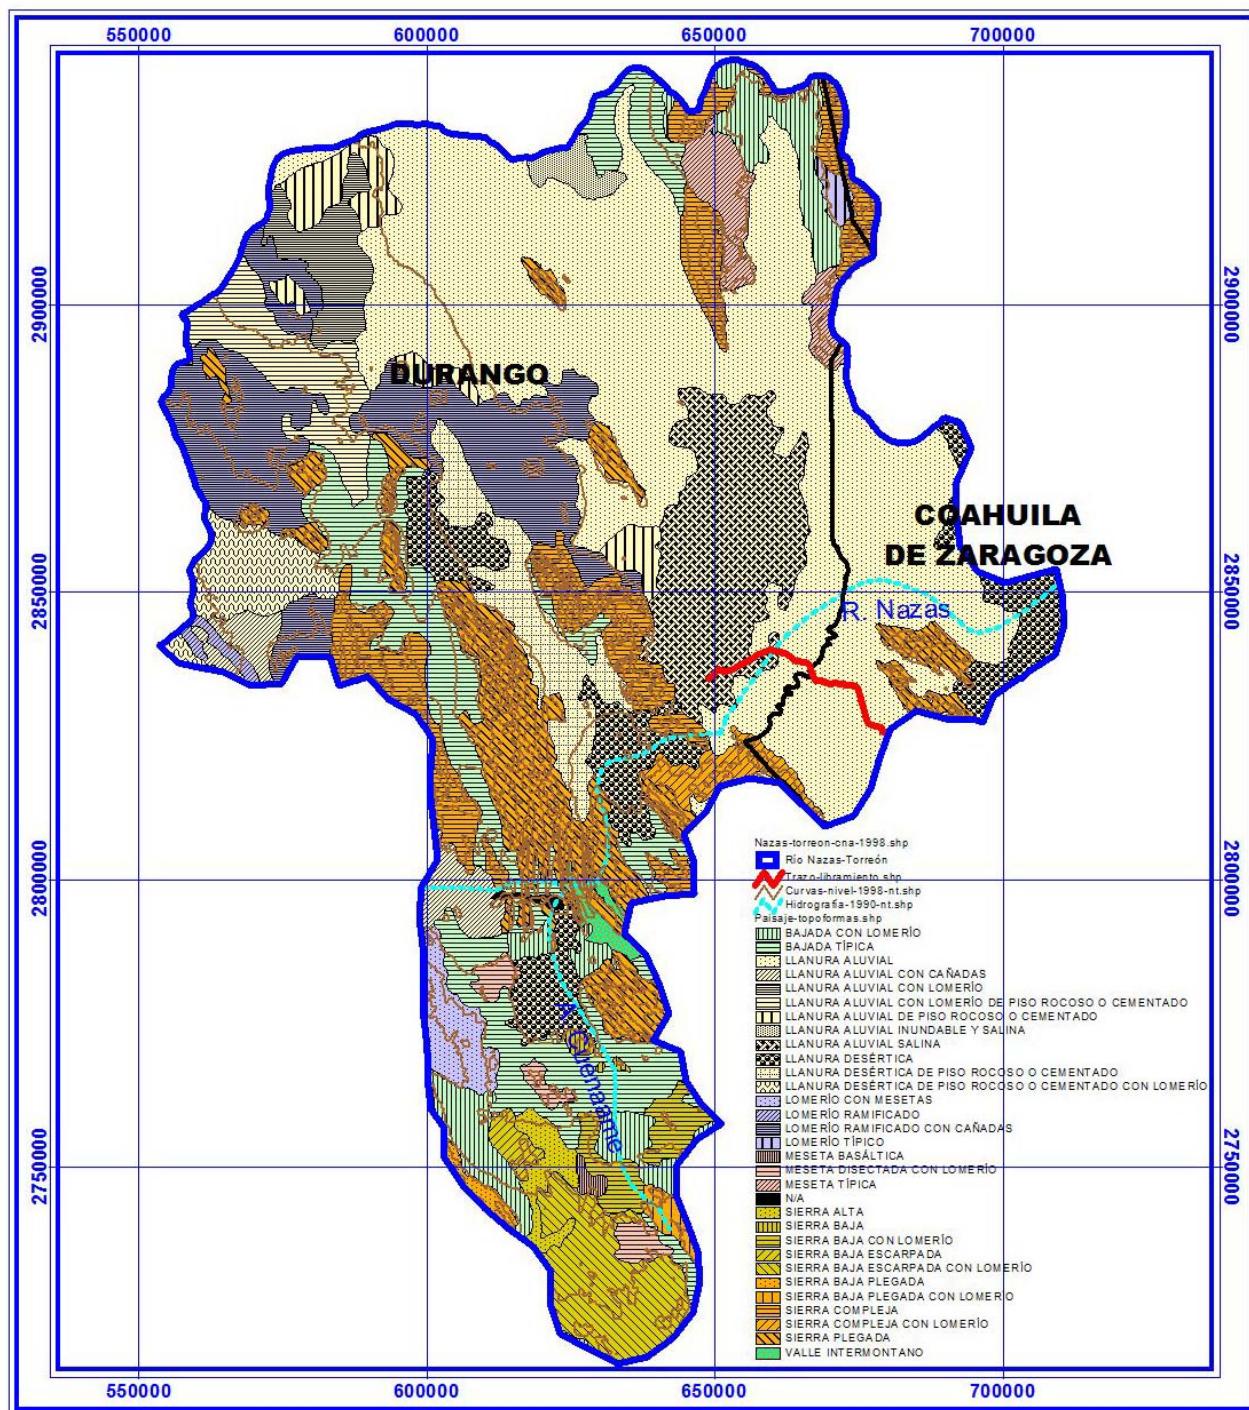 550000 600000 650000 700000
2900000
2900000
DURANGO
COAHUILA
DE ZARAGOZA
2850000
R. Nazas
2850000
2800000
2800000
Nazas-torreon-cna-1998.shp
Río Nazas-Torreón
Trazo-libramiento.shp
Curvas-nivel-1998-nt.shp
Hidrografia-1990-nt.shp
Paisaje-topoformas.shp
BAJADA CON LOMERÍO
BAJADA TÍPICA
LLANURA ALUVIAL
LLANURA ALUVIAL CON CAÑADAS
LLANURA ALUVIAL CON LOMERÍO
LLANURA ALUVIAL CON LOMERÍO DE PISO ROCOSO O CEMENTADO
LLANURA ALUVIAL DE PISO ROCOSO O CEMENTADO
LLANURA ALUVIAL INUNDABLE Y SALINA
LLANURA ALUVIAL SALINA
LLANURA DESÉRTICA
LLANURA DESÉRTICA DE PISO ROCOSO O CEMENTADO
LLANURA DESÉRTICA DE PISO ROCOSO O CEMENTADO CON LOMERÍO
LOMERÍO CON MESETAS
LOMERÍO RAMIFICADO
LOMERÍO RAMIFICADO CON CAÑADAS
LOMERÍO TÍPICO
MESETA BASÁLTICA
MESETA DISECTADA CON LOMERÍO
MESETA TÍPICA
N/A
SIERRA ALTA
SIERRA BAJA
SIERRA BAJA CON LOMERÍO
SIERRA BAJA ESCARPADA
SIERRA BAJA ESCARPADA CON LOMERÍO
SIERRA BAJA PLEGADA
SIERRA BAJA PLEGADA CON LOMERIO
SIERRA COMPLEJA
SIERRA COMPLEJA CON LOMERÍO
SIERRA PLEGADA
VALLE INTERMONTANO
A.
2750000
2750000
550000 600000 650000 700000